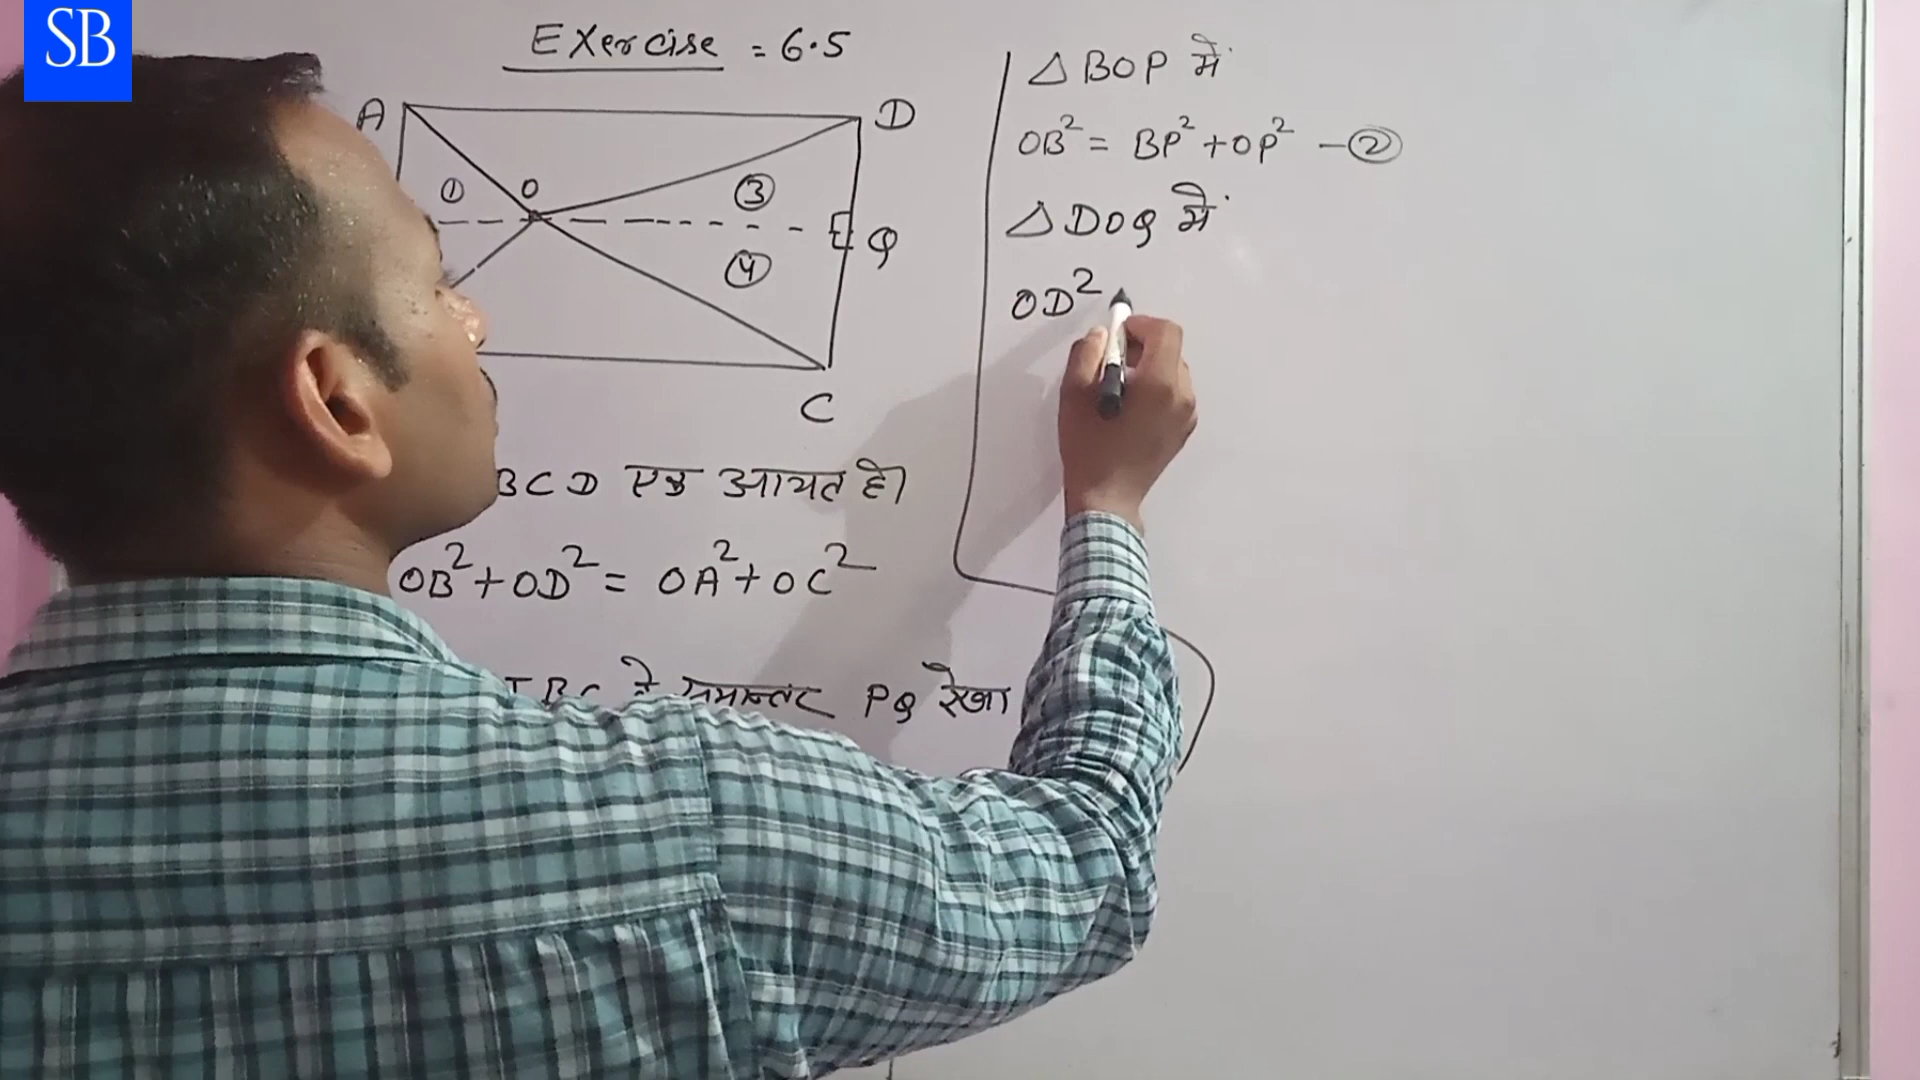 SB
Exercise = 6.5
A
D
① O ③
④ Q
C
BCD एक आयत है।
OB² + OD² = OA² + OC²
BC के समान्तर PQ रेखा
△ BOP में
OB² = BP² + OP² — ②
△ DOQ में
OD²